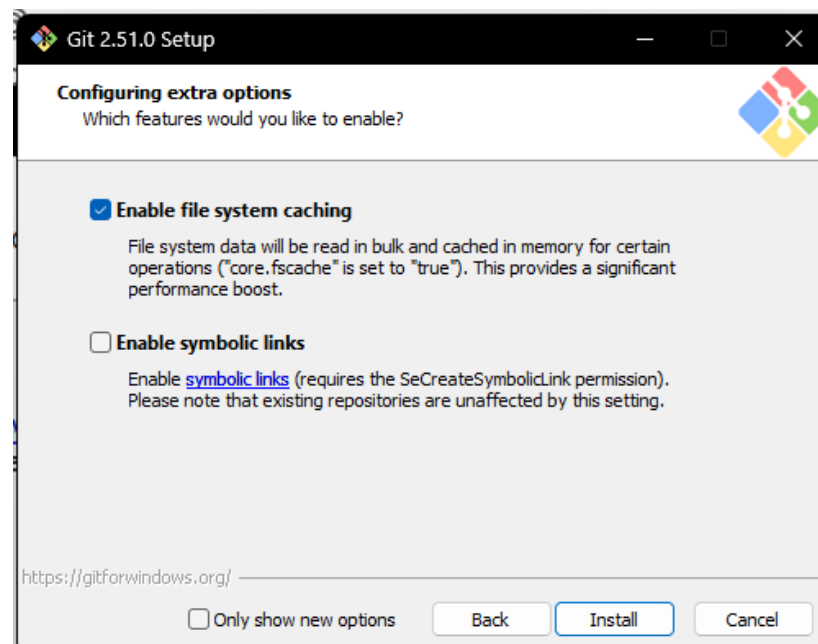 Git 2.51.0 Setup
Configuring extra options
Which features would you like to enable?
Enable file system caching
File system data will be read in bulk and cached in memory for certain
operations ("core.fscache" is set to "true"). This provides a significant
performance boost.
Enable symbolic links
Enable symbolic links (requires the SeCreateSymbolicLink permission).
Please note that existing repositories are unaffected by this setting.
https://gitforwindows.org/
Only show new options
Back
Install
Cancel